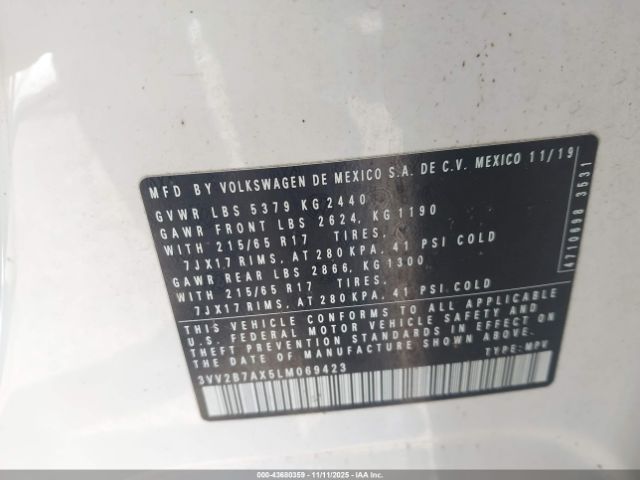 MFD BY VOLKSWAGEN DE MEXICO S.A. DE C.V. MEXICO 11/19
GVWR LBS 5379 KG 2440
GAWR FRONT LBS 2624, KG 1190
WITH 215/65 R17 TIRES.
7JX17 RIMS, AT 280 KPA, 41 PSI COLD
GAWR REAR LBS 2866, KG 1300
WITH 215/65 R17 TIRES.
7JX17 RIMS, AT 280 KPA, 41 PSI.COLD
THIS VEHICLE CONFORMS TO ALL APPLICABLE
U.S. FEDERAL MOTOR VEHICLE SAFETY AND
THEFT PREVENTION STANDARDS IN EFFECT ON
THE DATE OF MANUFACTURE SHOWN ABOVE.
3VV2B7AX5LM069423 TYPE: MPV
4710698 3531
000-43680359 - 11/11/2025 - IAA Inc.